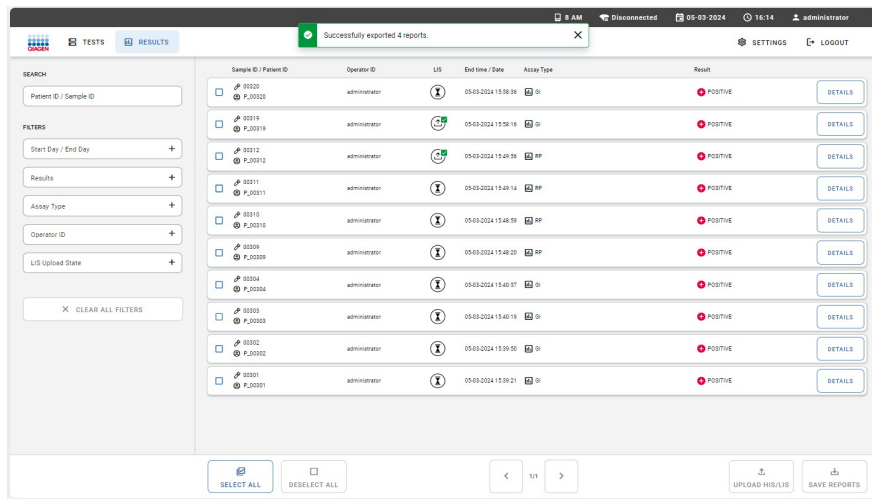 8 AM Disconnected 05-03-2024 16:14 administrator
QIAGEN TESTS RESULTS Successfully exported 4 reports. SETTINGS LOGOUT
SEARCH
Patient ID / Sample ID
FILTERS
Start Day / End Day
Results
Assay Type
Operator ID
LIS Upload State
CLEAR ALL FILTERS
Sample ID / Patient ID Operator ID LIS End time / Date Assay Type Result
00320
P_00320 administrator 05-03-2024 15:58:36 GI POSITIVE DETAILS
00319
P_00319 administrator 05-03-2024 15:58:16 GI POSITIVE DETAILS
00312
P_00312 administrator 05-03-2024 15:49:56 RP POSITIVE DETAILS
00311
P_00311 administrator 05-03-2024 15:49:14 RP POSITIVE DETAILS
00310
P_00310 administrator 05-03-2024 15:48:59 RP POSITIVE DETAILS
00309
P_00309 administrator 05-03-2024 15:48:20 RP POSITIVE DETAILS
00304
P_00304 administrator 05-03-2024 15:40:57 GI POSITIVE DETAILS
00303
P_00303 administrator 05-03-2024 15:40:19 GI POSITIVE DETAILS
00302
P_00302 administrator 05-03-2024 15:39:50 GI POSITIVE DETAILS
00301
P_00301 administrator 05-03-2024 15:39:21 GI POSITIVE DETAILS
SELECT ALL DESELECT ALL 1/1 UPLOAD HIS/LIS SAVE REPORTS